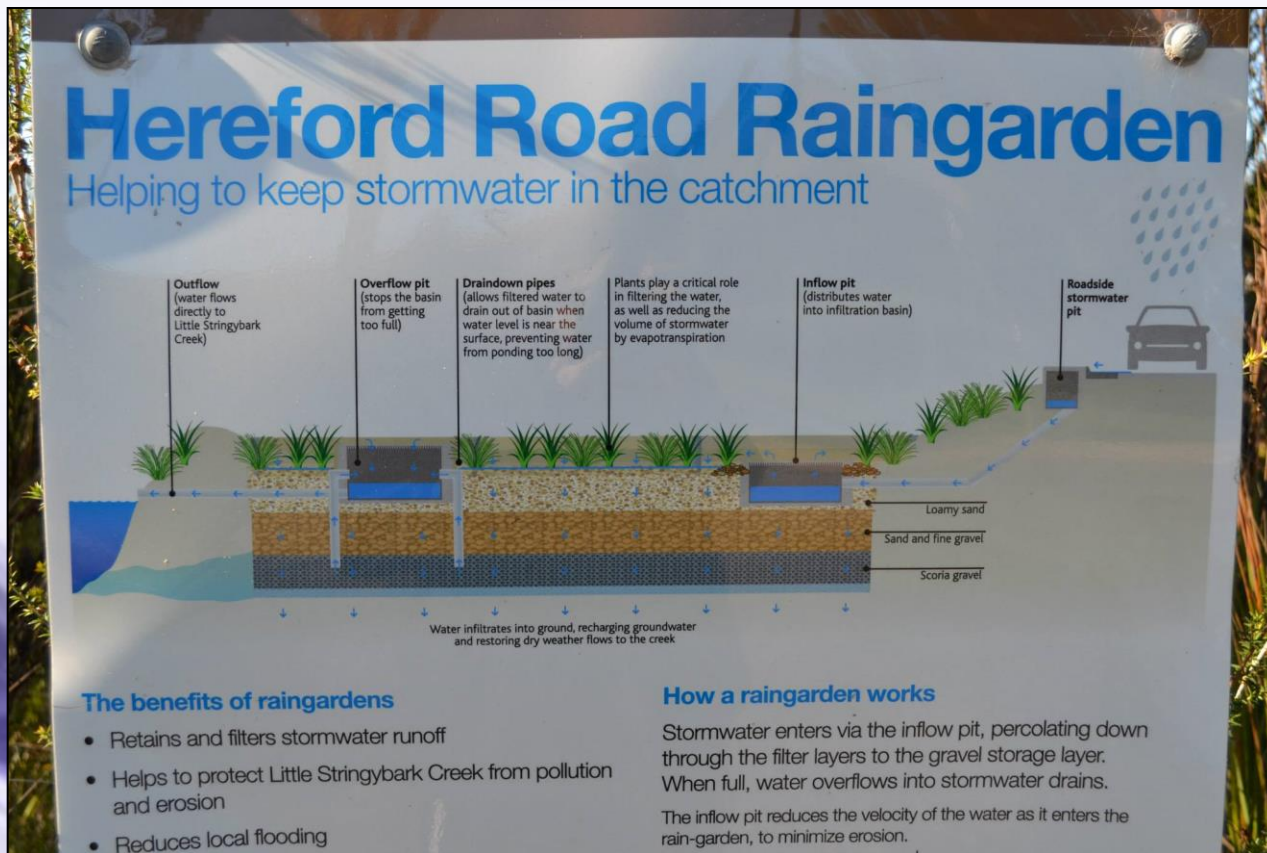 Hereford Road Raingarden
Helping to keep stormwater in the catchment
Outflow
(water flows
directly to
Little Stringybark
Creek)
Overflow pit
(stops the basin
from getting
too full)
Draindown pipes
(allows filtered water to
drain out of basin when
water level is near the
surface, preventing water
from ponding too long)
Plants play a critical role
in filtering the water,
as well as reducing the
volume of stormwater
by evapotranspiration
Inflow pit
(distributes water
into infiltration basin)
Roadside
stormwater
pit
Loamy sand
Sand and fine gravel
Scoria gravel
Water infiltrates into ground, recharging groundwater
and restoring dry weather flows to the creek
The benefits of raingardens
• Retains and filters stormwater runoff
• Helps to protect Little Stringybark Creek from pollution
and erosion
• Reduces local flooding
How a raingarden works
Stormwater enters via the inflow pit, percolating down
through the filter layers to the gravel storage layer.
When full, water overflows into stormwater drains.
The inflow pit reduces the velocity of the water as it enters the
rain-garden, to minimize erosion.